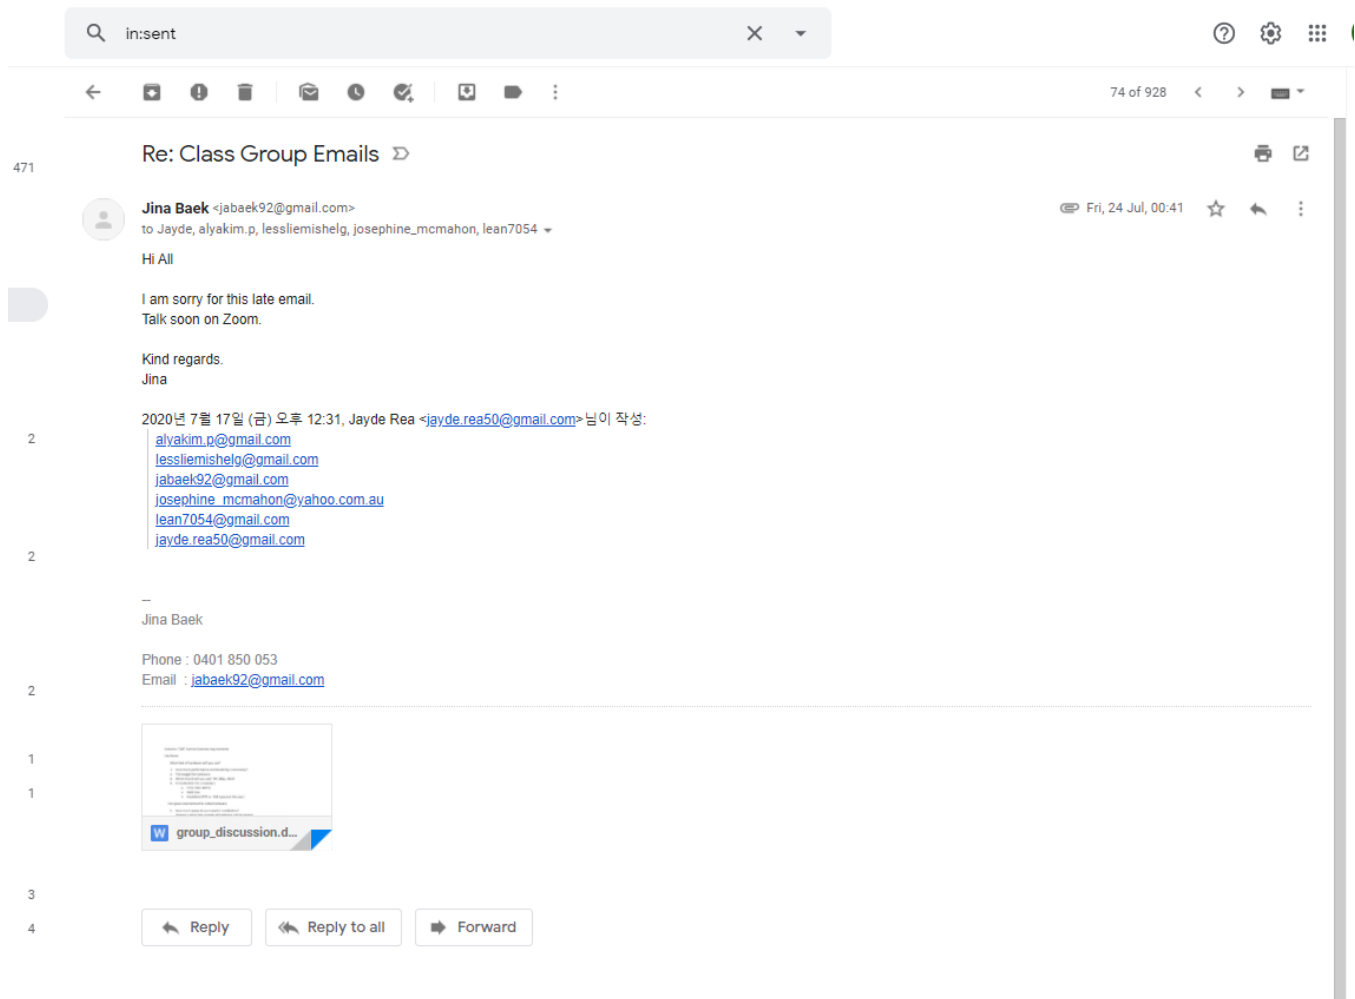 in:sent
74 of 928
471
Re: Class Group Emails
Jina Baek <jabaek92@gmail.com>
Fri, 24 Jul, 00:41
to Jayde, alyakim.p, lessliemishelg, josephine_mcmahon, lean7054
Hi All
I am sorry for this late email.
Talk soon on Zoom.
Kind regards.
Jina
2020년 7월 17일 (금) 오후 12:31, Jayde Rea <jayde.rea50@gmail.com>님이 작성:
2
alyakim.p@gmail.com
lessliemishelg@gmail.com
jabaek92@gmail.com
josephine_mcmahon@yahoo.com.au
lean7054@gmail.com
jayde.rea50@gmail.com
2
--
Jina Baek
Phone : 0401 850 053
Email : jabaek92@gmail.com
2
1
1
W group_discussion.d...
3
Reply
Reply to all
Forward
4